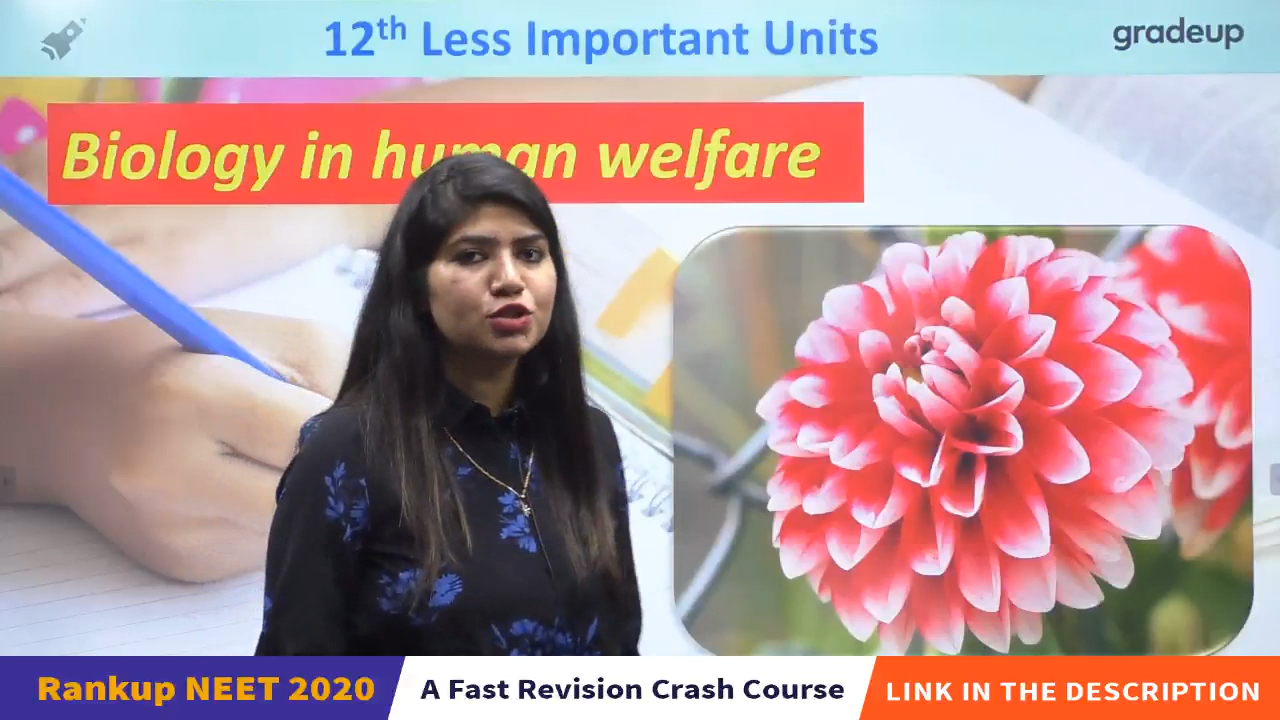 12th Less Important Units
gradeup
Biology in human welfare
Rankup NEET 2020
A Fast Revision Crash Course
LINK IN THE DESCRIPTION